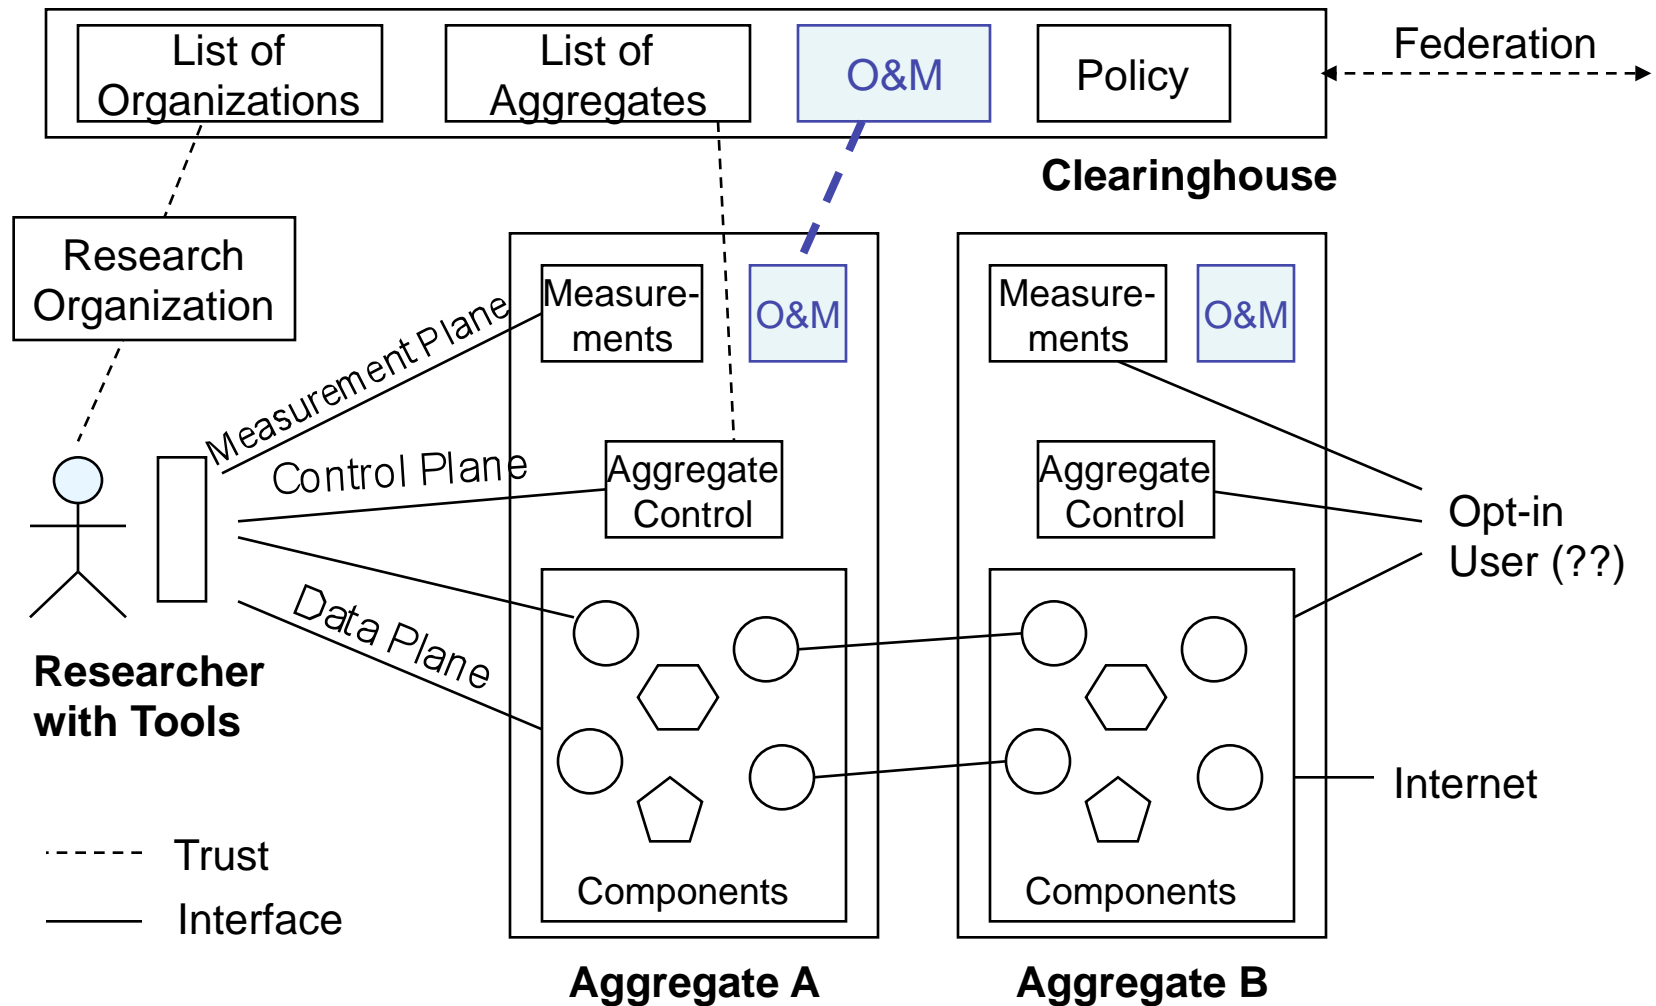 List of
Organizations
List of
Aggregates
O&M
Policy
Federation
Clearinghouse
Research
Organization
Measure-
ments
O&M
Measure-
ments
O&M
Measurement Plane
Control Plane
Aggregate
Control
Aggregate
Control
Opt-in
User (??)
Data Plane
Researcher
with Tools
Internet
Trust
Interface
Components
Components
Aggregate A
Aggregate B